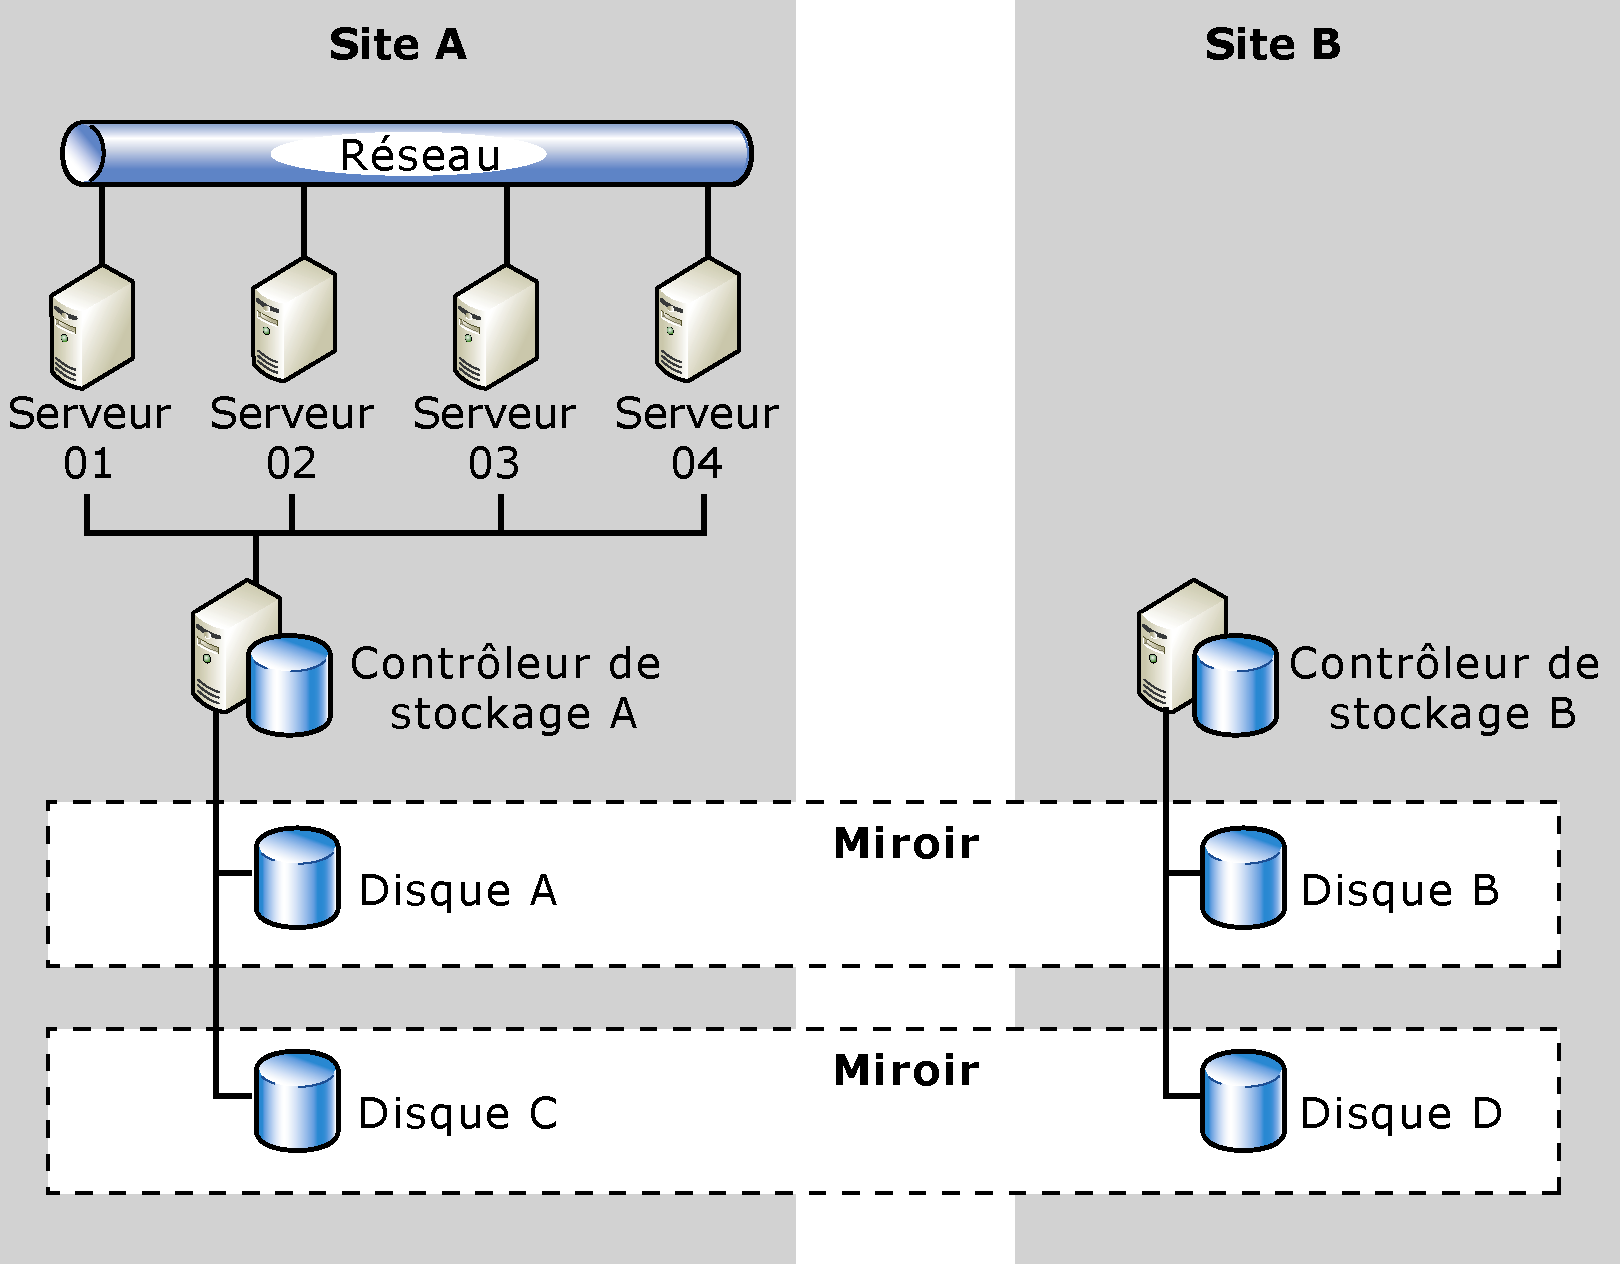 Site A
Site B
Réseau
Serveur
01
Serveur
02
Serveur
03
Serveur
04
Contrôleur de
stockage A
Contrôleur de
stockage B
Miroir
Disque A
Disque B
Miroir
Disque C
Disque D